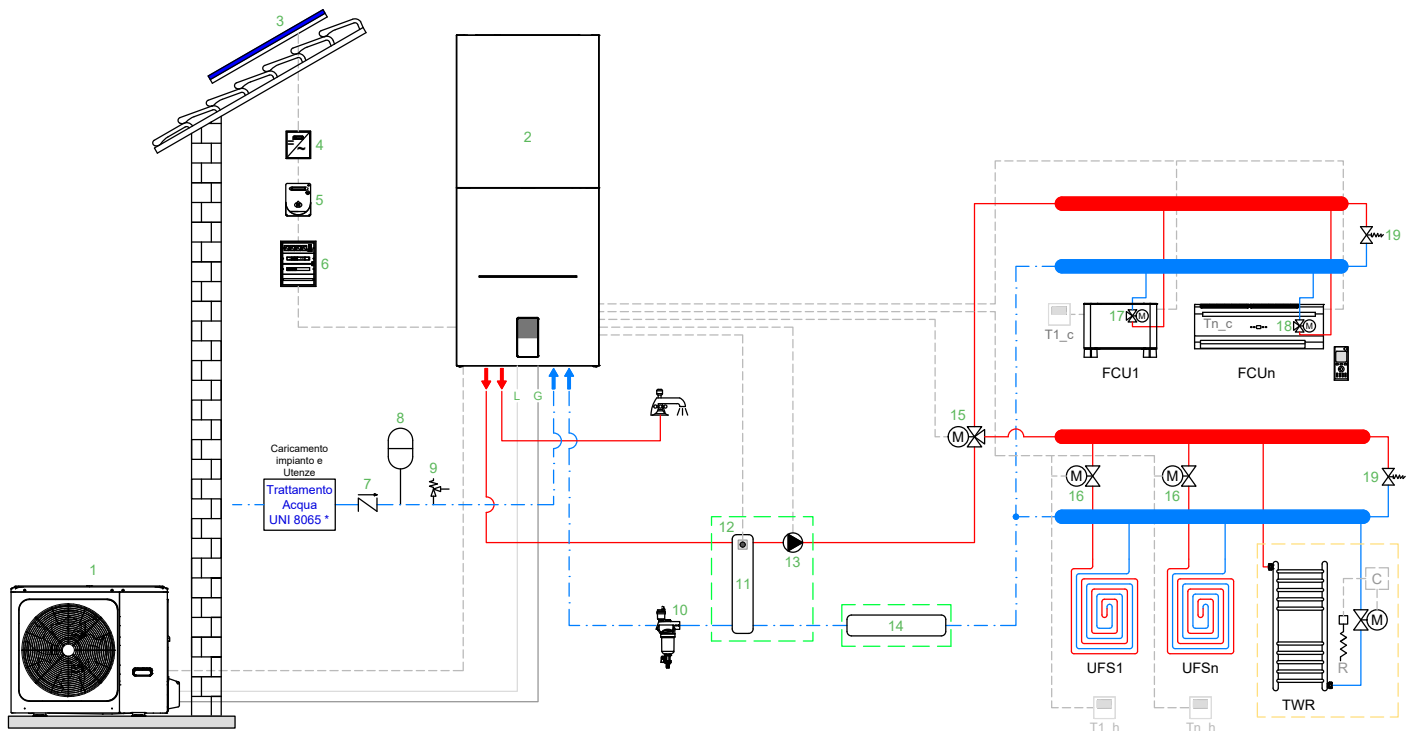 3
2
4
5
6
19
17
M
T1_c
Tn_c
18
M
FCU1
FCUn
L
G
15
M
8
Caricamento
impianto e
Utenze
7
9
M
16
M
16
19
Trattamento
Acqua
UNI 8065 *
12
13
11
1
10
14
C
M
R
UFS1
UFSn
TWR
T1_h
Tn_h